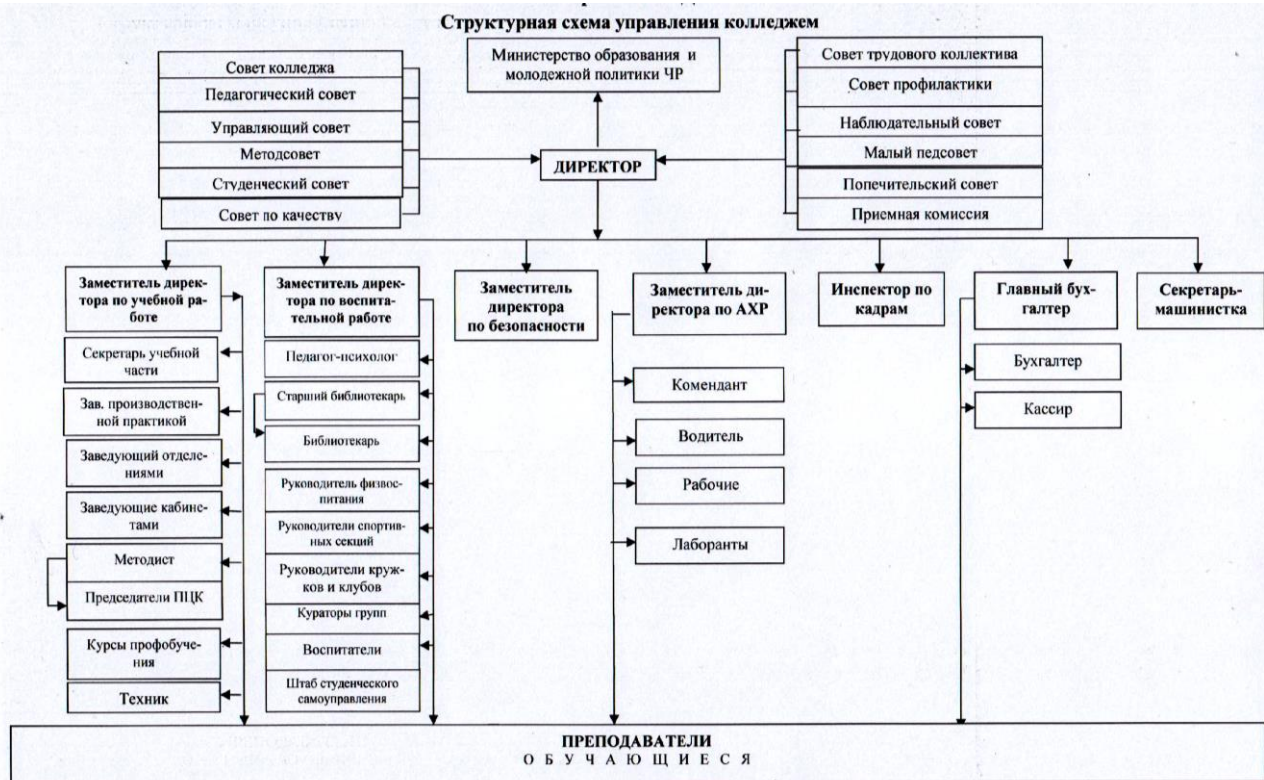 Структурная схема управления колледжем
Министерство образования и
молодежной политики ЧР
Совет колледжа
Педагогический совет
Управляющий совет
Методсовет
Студенческий совет
Совет по качеству
ДИРЕКТОР
Совет трудового коллектива
Совет профилактики
Наблюдательный совет
Малый педсовет
Попечительский совет
Приемная комиссия
Заместитель дирек-
тора по учебной ра-
боте
Секретарь учебной
части
Зав. производствен-
ной практикой
Заведующий отделе-
ниями
Заведующие кабине-
тами
Методист
Председатели ПЦК
Курсы профобуче-
ния
Техник
Заместитель дирек-
тора по воспита-
тельной работе
Педагог-психолог
Старший библиотекарь
Библиотекарь
Руководитель физвос-
питания
Руководители спортив-
ных секций
Руководители круж-
ков и клубов
Кураторы групп
Воспитатели
Штаб студенческого
самоуправления
Заместитель
директора
по безопасности
Заместитель ди-
ректора по АХР
Комендант
Водитель
Рабочие
Лаборанты
Инспектор по
кадрам
Главный бух-
галтер
Бухгалтер
Кассир
Секретарь-
машинистка
ПРЕПОДАВАТЕЛИ
О Б У Ч А Ю Щ И Е С Я